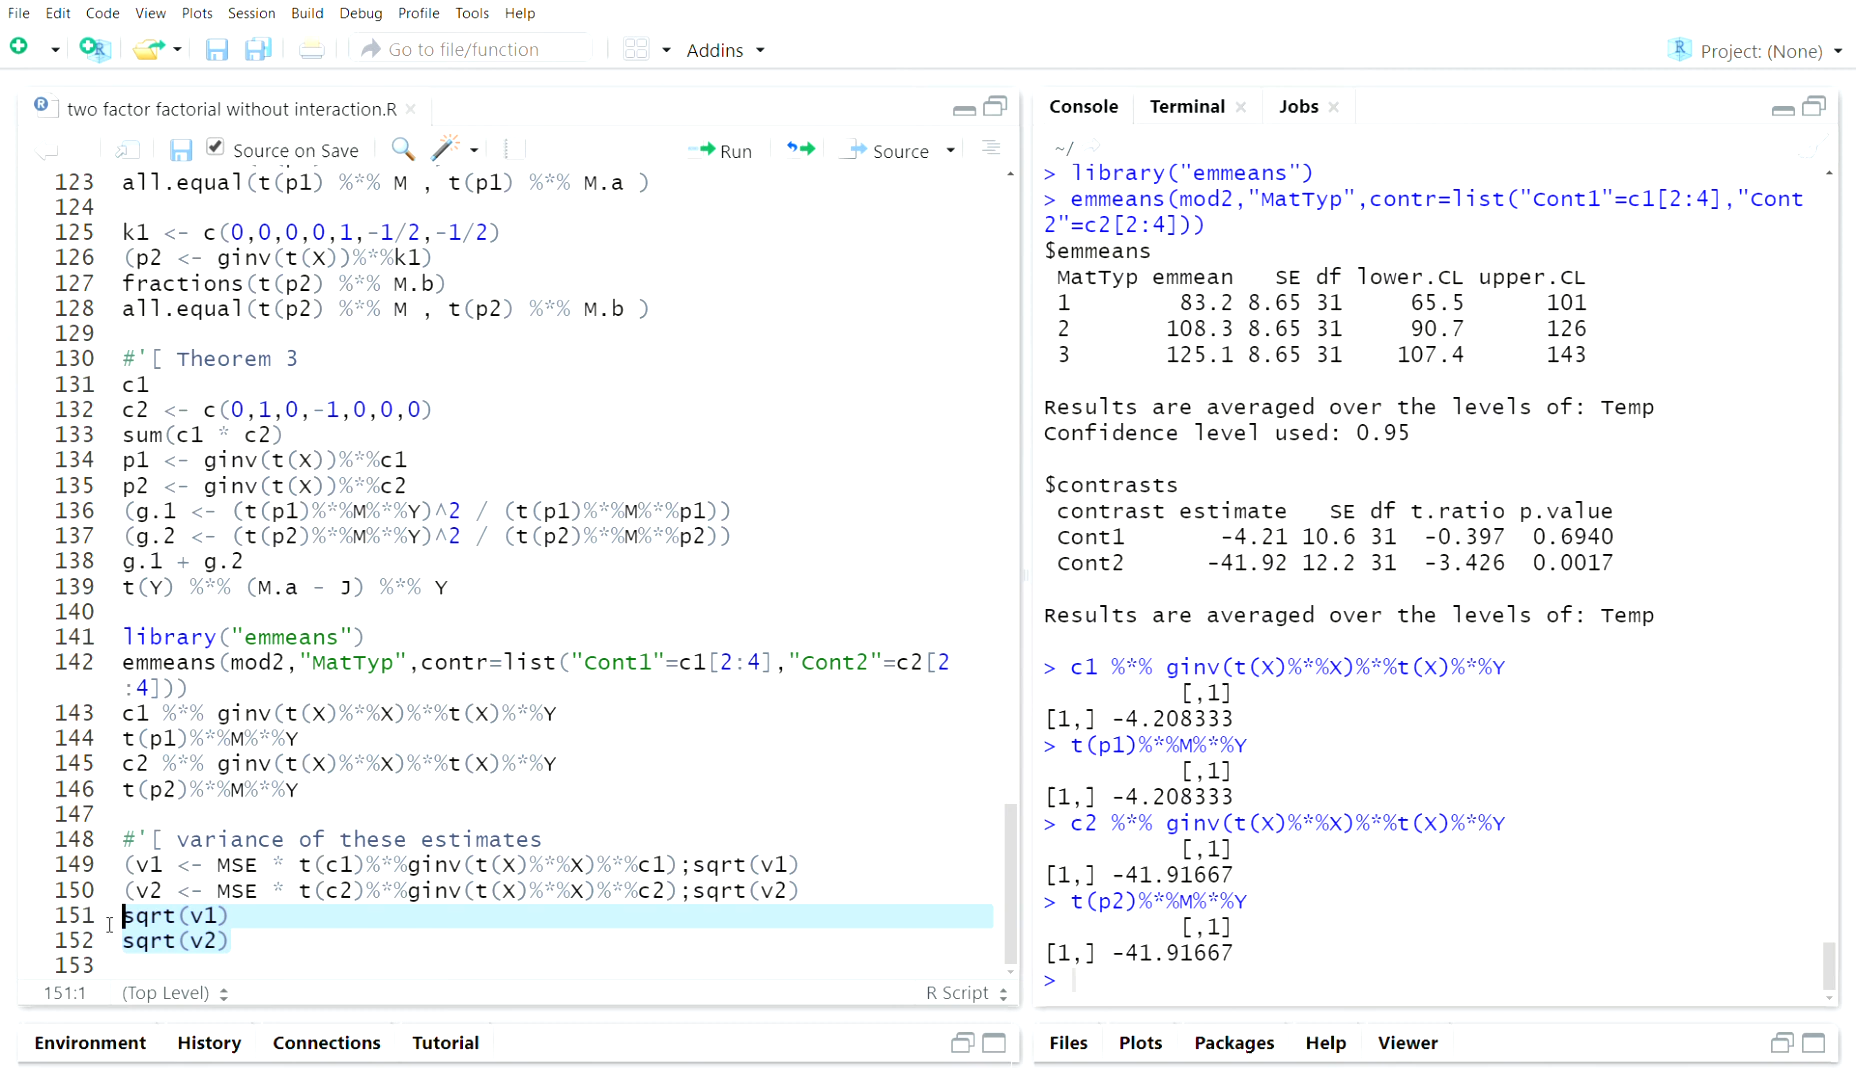 File Edit Code View Plots Session Build Debug Profile Tools Help
Go to file/function Addins Project: (None)
two factor factorial without interaction.R
Source on Save Run Source
123 all.equal(t(p1) %*% M , t(p1) %*% M.a )
124
125 k1 <- c(0,0,0,0,1,-1/2,-1/2)
126 (p2 <- ginv(t(X))%*%k1)
127 fractions(t(p2) %*% M.b)
128 all.equal(t(p2) %*% M , t(p2) %*% M.b )
129
130 #'[ Theorem 3
131 c1
132 c2 <- c(0,1,0,-1,0,0,0)
133 sum(c1 * c2)
134 p1 <- ginv(t(X))%*%c1
135 p2 <- ginv(t(X))%*%c2
136 (g.1 <- (t(p1)%*%M%*%Y)^2 / (t(p1)%*%M%*%p1))
137 (g.2 <- (t(p2)%*%M%*%Y)^2 / (t(p2)%*%M%*%p2))
138 g.1 + g.2
139 t(Y) %*% (M.a - J) %*% Y
140
141 library("emmeans")
142 emmeans(mod2,"MatTyp",contr=list("Cont1"=c1[2:4],"Cont2"=c2[2
:4]))
143 c1 %*% ginv(t(X)%*%X)%*%t(X)%*%Y
144 t(p1)%*%M%*%Y
145 c2 %*% ginv(t(X)%*%X)%*%t(X)%*%Y
146 t(p2)%*%M%*%Y
147
148 #'[ variance of these estimates
149 (v1 <- MSE * t(c1)%*%ginv(t(X)%*%X)%*%c1);sqrt(v1)
150 (v2 <- MSE * t(c2)%*%ginv(t(X)%*%X)%*%c2);sqrt(v2)
151 sqrt(v1)
152 sqrt(v2)
153
151:1 (Top Level) R Script
Environment History Connections Tutorial
Console Terminal Jobs
~/
> library("emmeans")
> emmeans(mod2,"MatTyp",contr=list("Cont1"=c1[2:4],"Cont
2"=c2[2:4]))
$emmeans
MatTyp emmean SE df lower.CL upper.CL
1 83.2 8.65 31 65.5 101
2 108.3 8.65 31 90.7 126
3 125.1 8.65 31 107.4 143
Results are averaged over the levels of: Temp
Confidence level used: 0.95
$contrasts
contrast estimate SE df t.ratio p.value
Cont1 -4.21 10.6 31 -0.397 0.6940
Cont2 -41.92 12.2 31 -3.426 0.0017
Results are averaged over the levels of: Temp
> c1 %*% ginv(t(X)%*%X)%*%t(X)%*%Y
[,1]
[1,] -4.208333
> t(p1)%*%M%*%Y
[,1]
[1,] -4.208333
> c2 %*% ginv(t(X)%*%X)%*%t(X)%*%Y
[,1]
[1,] -41.91667
> t(p2)%*%M%*%Y
[,1]
[1,] -41.91667
>
Files Plots Packages Help Viewer